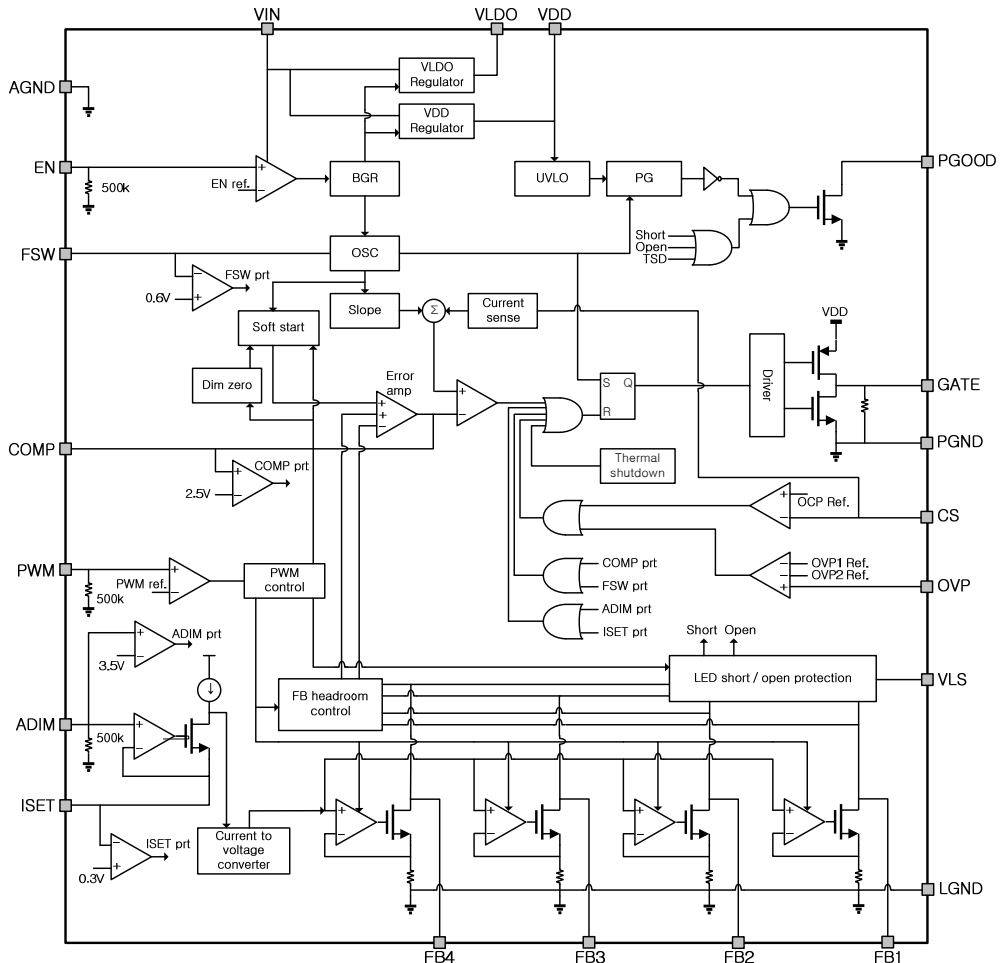 VIN
VLDO
VDD
AGND
VLDO
Regulator
VDD
Regulator
EN
500k
EN ref.
+
−
BGR
UVLO
PG
PGOOD
Short
Open
TSD
FSW
OSC
FSW prt
−
+
0.6V
Slope
Σ
Current
sense
Soft start
VDD
Dim zero
Error
amp
+
+
−
+
−
S
Q
R
Driver
GATE
PGND
COMP
COMP prt
+
−
2.5V
Thermal
shutdown
+
OCP Ref.
−
CS
PWM
500k
PWM ref.
+
−
PWM
control
COMP prt
FSW prt
OVP1 Ref.
−
OVP2 Ref.
−
+
OVP
ADIM prt
ISET prt
ADIM prt
+
−
3.5V
Short
Open
LED short / open protection
VLS
FB headroom
control
ADIM
500k
+
−
ISET
ISET prt
−
+
0.3V
Current to
voltage
converter
+
−
+
−
+
−
+
−
LGND
FB4
FB3
FB2
FB1